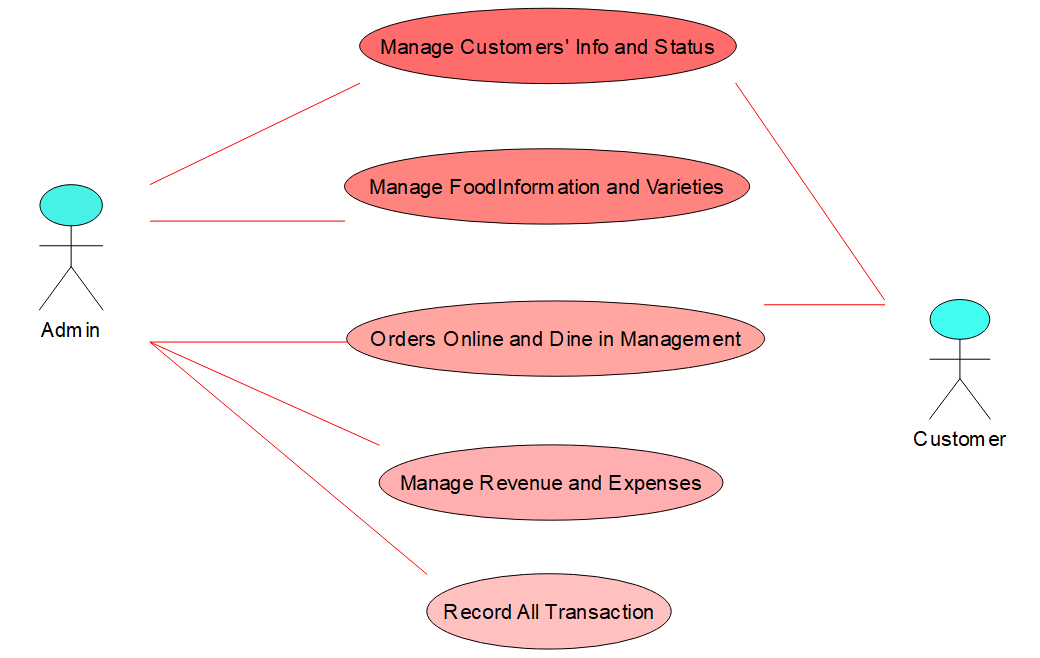 Manage Customers' Info and Status
Manage FoodInformation and Varieties
Admin
Orders Online and Dine in Management
Customer
Manage Revenue and Expenses
Record All Transaction